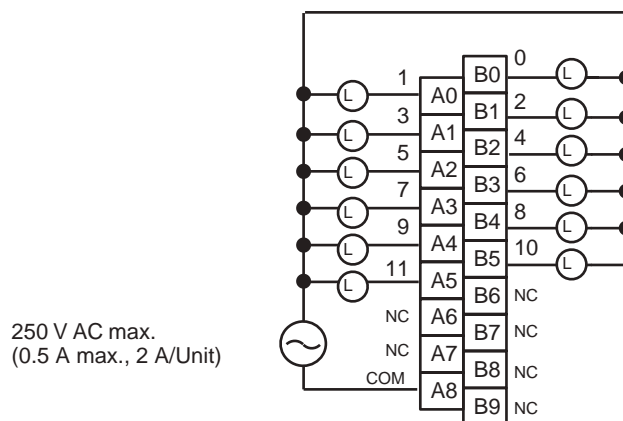 0
L
B0
1
L
A0
2
L
B1
3
L
A1
4
L
B2
5
L
A2
6
L
B3
7
L
A3
8
L
B4
9
L
A4
10
L
B5
11
L
A5
B6 NC
NC A6
B7 NC
250 V AC max.
(0.5 A max., 2 A/Unit)
NC A7
B8 NC
COM A8
B9 NC